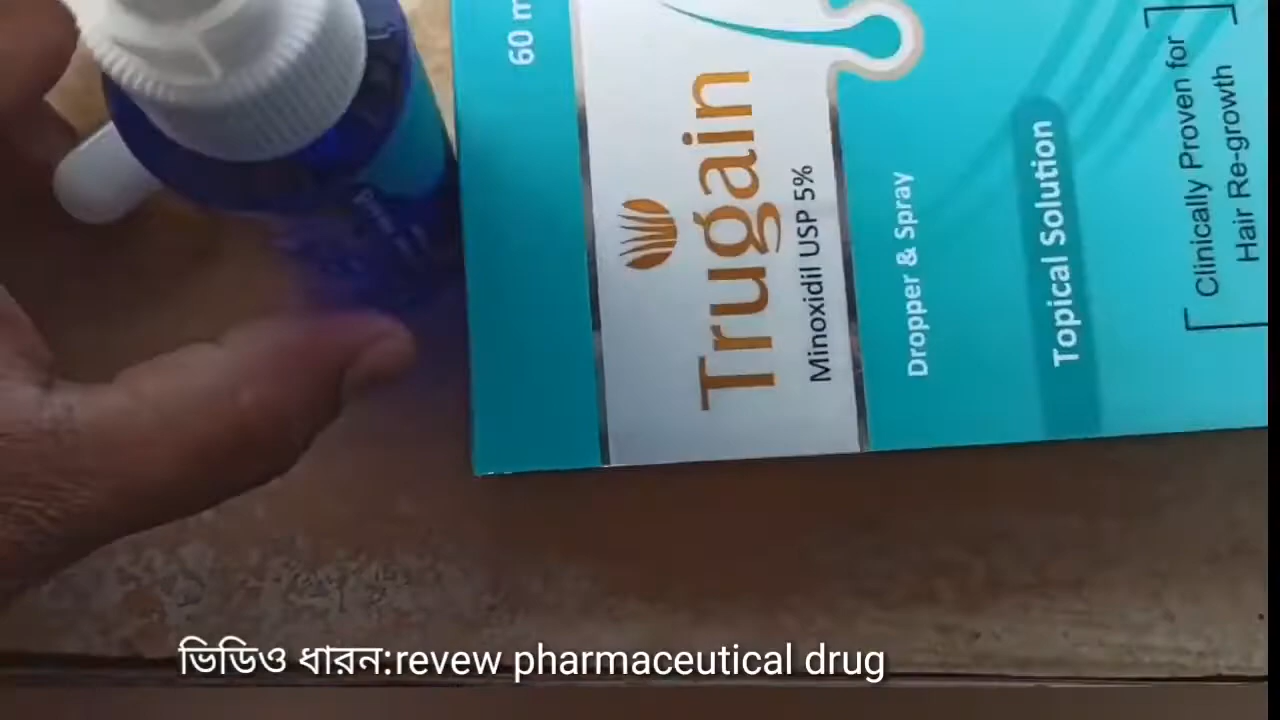 60 m
Trugain
Minoxidil USP 5%
Dropper & Spray
Topical Solution
Clinically Proven for
Hair Re-growth
ভিডিও ধারন:revew pharmaceutical drug